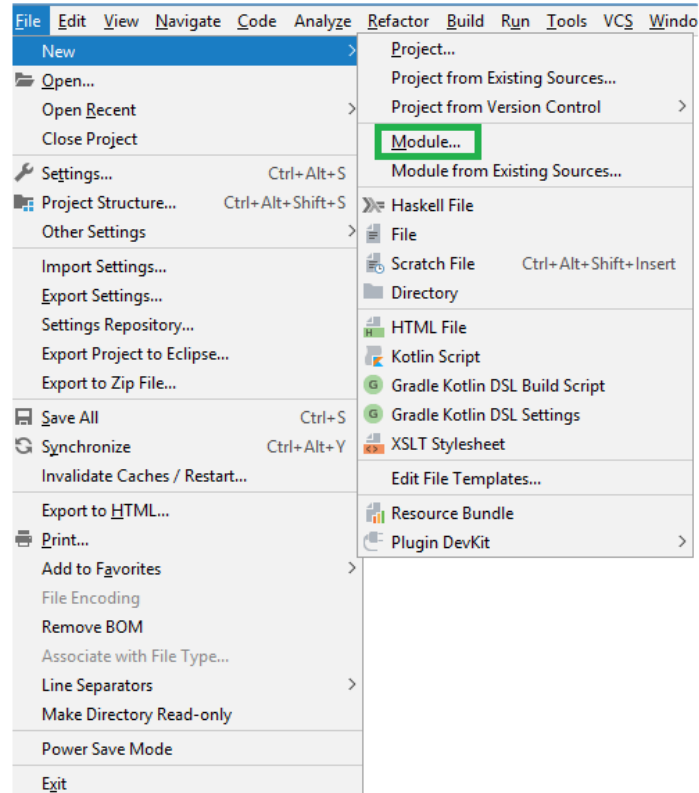 File Edit View Navigate Code Analyze Refactor Build Run Tools VCS Windo
New
Open...
Open Recent
Close Project
Settings... Ctrl+Alt+S
Project Structure... Ctrl+Alt+Shift+S
Other Settings
Import Settings...
Export Settings...
Settings Repository...
Export Project to Eclipse...
Export to Zip File...
Save All Ctrl+S
Synchronize Ctrl+Alt+Y
Invalidate Caches / Restart...
Export to HTML...
Print...
Add to Favorites
File Encoding
Remove BOM
Associate with File Type...
Line Separators
Make Directory Read-only
Power Save Mode
Exit
Project...
Project from Existing Sources...
Project from Version Control
Module...
Module from Existing Sources...
Haskell File
File
Scratch File Ctrl+Alt+Shift+Insert
Directory
HTML File
Kotlin Script
Gradle Kotlin DSL Build Script
Gradle Kotlin DSL Settings
XSLT Stylesheet
Edit File Templates...
Resource Bundle
Plugin DevKit